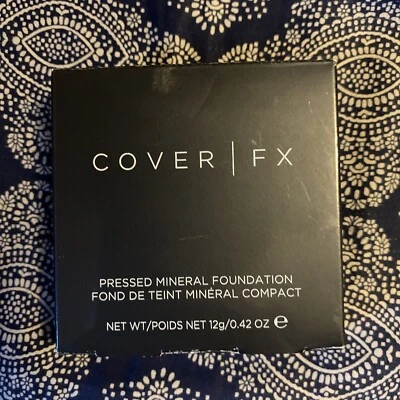 COVER | FX
PRESSED MINERAL FOUNDATION
FOND DE TEINT MINÉRAL COMPACT
NET WT/POIDS NET 12g/0.42 OZ ℮